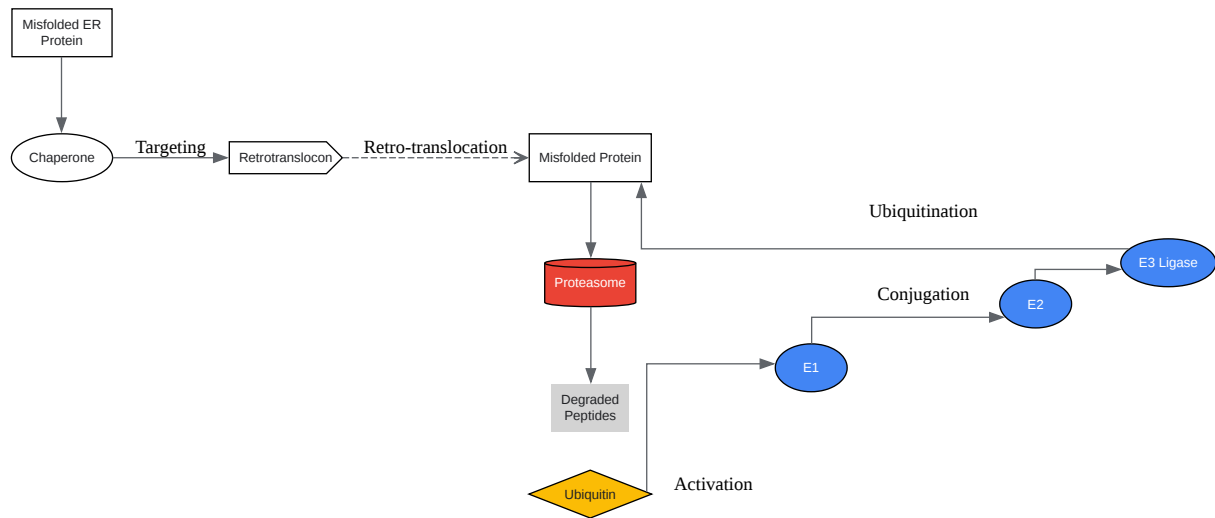 Misfolded ER
Protein
Chaperone
Targeting
Retrotranslocon
Retro-translocation
Misfolded Protein
Ubiquitination
E3 Ligase
Proteasome
Conjugation
E2
E1
Degraded
Peptides
Ubiquitin
Activation